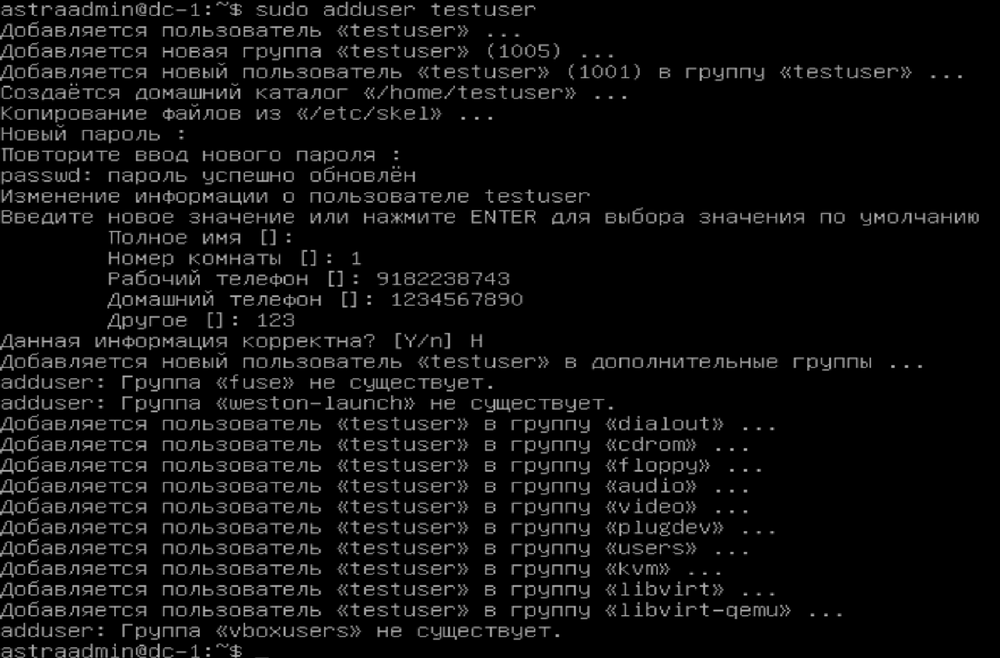 astraadmin@dc-1:~$ sudo adduser testuser
Добавляется пользователь «testuser» ...
Добавляется новая группа «testuser» (1005) ...
Добавляется новый пользователь «testuser» (1001) в группу «testuser» ...
Создаётся домашний каталог «/home/testuser» ...
Копирование файлов из «/etc/skel» ...
Новый пароль :
Повторите ввод нового пароля :
passwd: пароль успешно обновлён
Изменение информации о пользователе testuser
Введите новое значение или нажмите ENTER для выбора значения по умолчанию
Полное имя []:
Номер комнаты []: 1
Рабочий телефон []: 9182238743
Домашний телефон []: 1234567890
Другое []: 123
Данная информация корректна? [Y/n] Н
Добавляется новый пользователь «testuser» в дополнительные группы ...
adduser: Группа «fuse» не существует.
adduser: Группа «weston-launch» не существует.
Добавляется пользователь «testuser» в группу «dialout» ...
Добавляется пользователь «testuser» в группу «cdrom» ...
Добавляется пользователь «testuser» в группу «floppy» ...
Добавляется пользователь «testuser» в группу «audio» ...
Добавляется пользователь «testuser» в группу «video» ...
Добавляется пользователь «testuser» в группу «plugdev» ...
Добавляется пользователь «testuser» в группу «users» ...
Добавляется пользователь «testuser» в группу «kvm» ...
Добавляется пользователь «testuser» в группу «libvirt» ...
Добавляется пользователь «testuser» в группу «libvirt-qemu» ...
adduser: Группа «vboxusers» не существует.
astraadmin@dc-1:~$ _